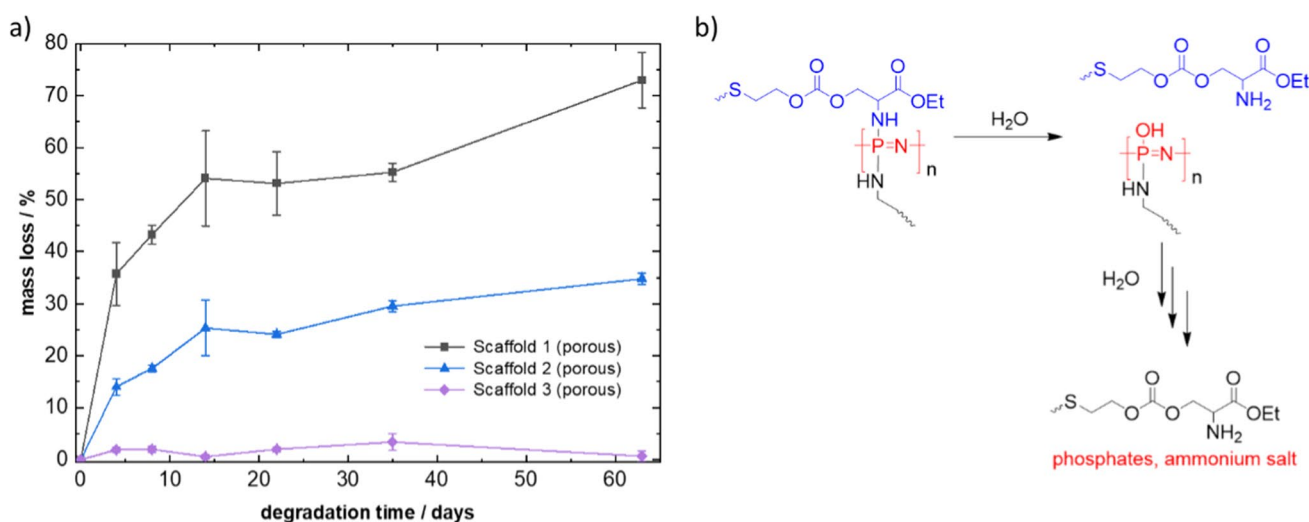 a)
80
70
60
50
40
30
20
10
0
mass loss / %
Scaffold 1 (porous)
Scaffold 2 (porous)
Scaffold 3 (porous)
0 10 20 30 40 50 60
degradation time / days
b)
O
O
S
O
O
OEt
NH
P=N
n
HN
H₂O
O
O
S
O
O
OEt
NH₂
OH
P=N
n
HN
H₂O
O
O
S
O
O
OEt
NH₂
phosphates, ammonium salt